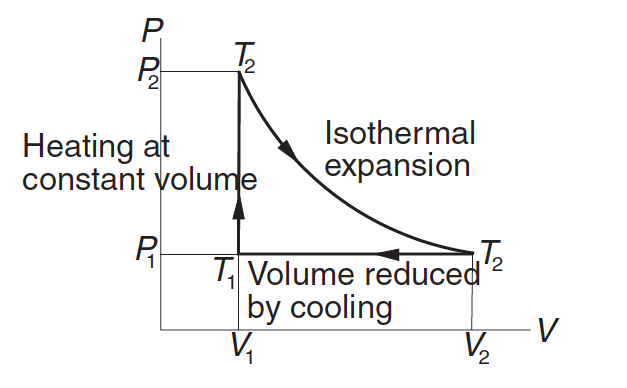 P
T₂
P₂
Isothermal
expansion
Heating at
constant volume
P₁
T₁
T₂
Volume reduced
by cooling
V₁
V₂
V